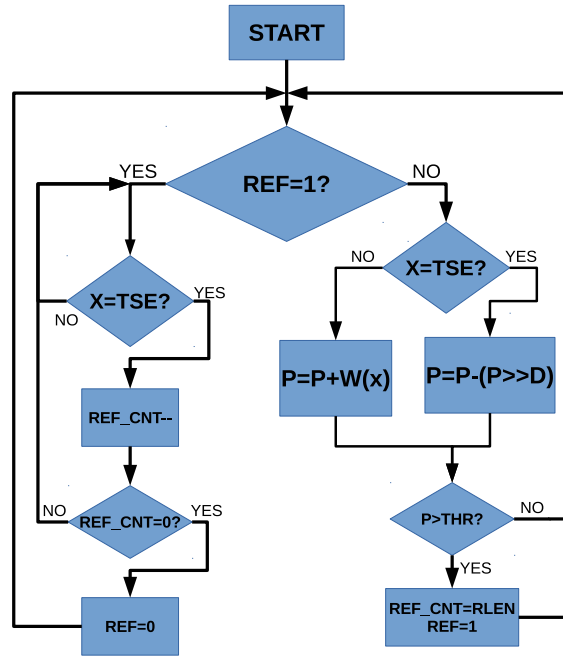 START
REF=1?
YES
NO
X=TSE?
YES
NO
X=TSE?
NO
YES
P=P+W(x)
P=P-(P>>D)
REF_CNT--
REF_CNT=0?
NO
YES
P>THR?
NO
YES
REF=0
REF_CNT=RLEN
REF=1